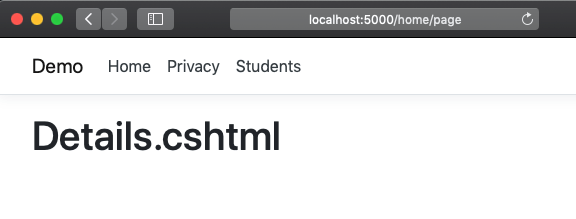 localhost:5000/home/page
Demo Home Privacy Students
Details.cshtml